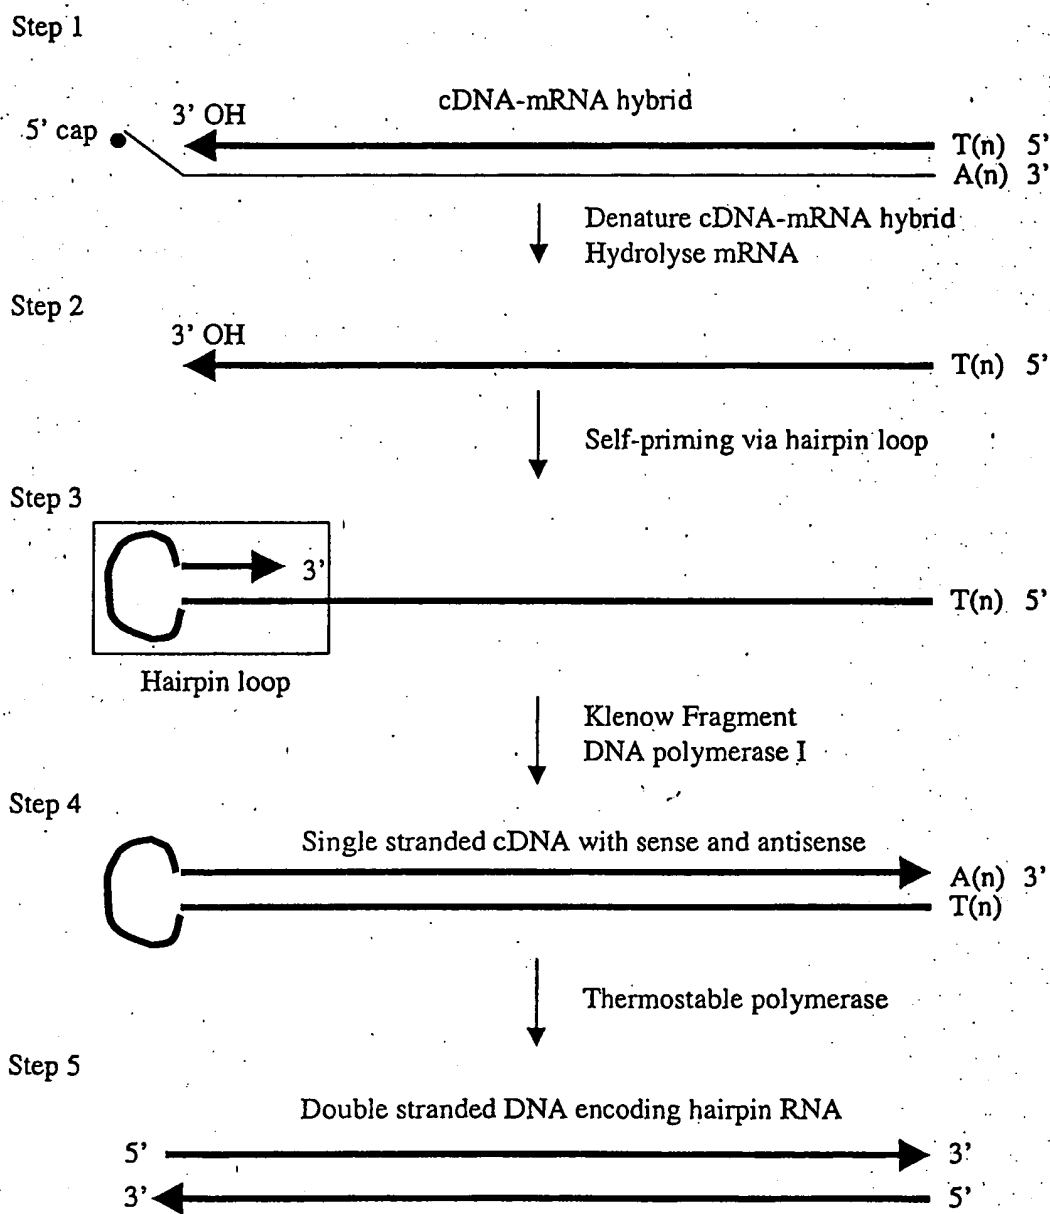 Step 1
cDNA-mRNA hybrid
3' OH
5' cap
T(n) 5'
A(n) 3'
Denature cDNA-mRNA hybrid
Hydrolyse mRNA
Step 2
3' OH
T(n) 5'
Self-priming via hairpin loop
Step 3
3'
T(n) 5'
Hairpin loop
Klenow Fragment
DNA polymerase I
Step 4
Single stranded cDNA with sense and antisense
A(n) 3'
T(n)
Thermostable polymerase
Step 5
Double stranded DNA encoding hairpin RNA
5' 3'
3' 5'